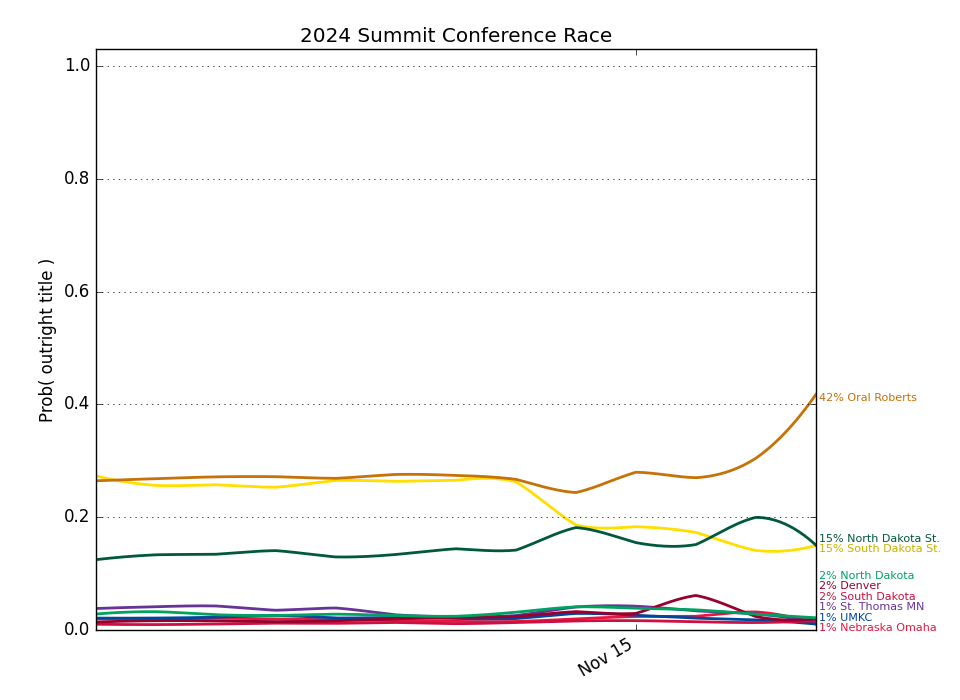 2024 Summit Conference Race
Prob( outright title )
1.0
0.8
0.6
0.4
0.2
0.0
Nov 15
42% Oral Roberts
15% North Dakota St.
15% South Dakota St.
2% North Dakota
2% Denver
2% South Dakota
1% St. Thomas MN
1% UMKC
1% Nebraska Omaha